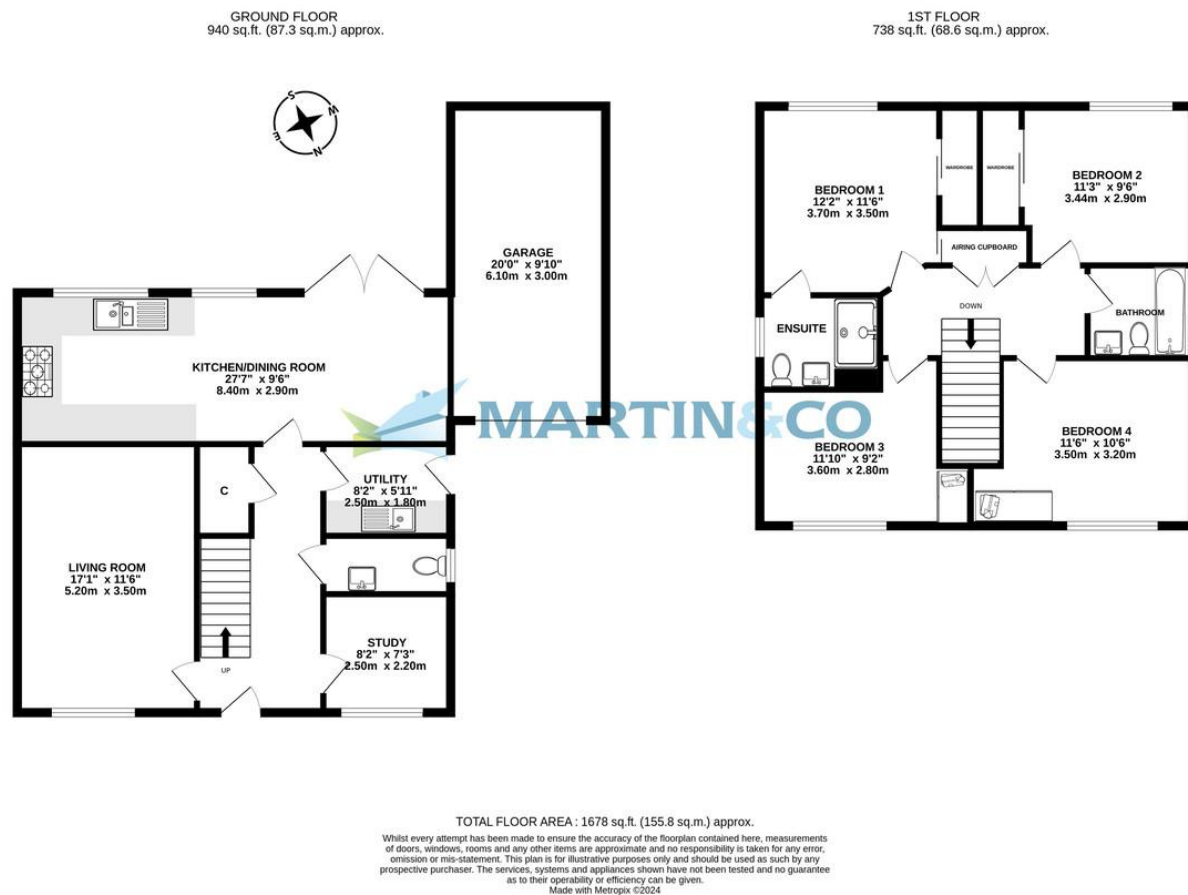 GROUND FLOOR
940 sq.ft. (87.3 sq.m.) approx.
1ST FLOOR
738 sq.ft. (68.6 sq.m.) approx.
S
W
E
N
GARAGE
20'0" x 9'10"
6.10m x 3.00m
KITCHEN/DINING ROOM
27'7" x 9'6"
8.40m x 2.90m
UTILITY
8'2" x 5'11"
2.50m x 1.80m
C
LIVING ROOM
17'1" x 11'6"
5.20m x 3.50m
STUDY
8'2" x 7'3"
2.50m x 2.20m
UP
BEDROOM 1
12'2" x 11'6"
3.70m x 3.50m
WARDROBE
WARDROBE
BEDROOM 2
11'3" x 9'6"
3.44m x 2.90m
AIRING CUPBOARD
DOWN
BATHROOM
ENSUITE
MARTIN&CO
BEDROOM 3
11'10" x 9'2"
3.60m x 2.80m
BEDROOM 4
11'6" x 10'6"
3.50m x 3.20m
TOTAL FLOOR AREA : 1678 sq.ft. (155.8 sq.m.) approx.
Whilst every attempt has been made to ensure the accuracy of the floorplan contained here, measurements
of doors, windows, rooms and any other items are approximate and no responsibility is taken for any error,
omission or mis-statement. This plan is for illustrative purposes only and should be used as such by any
prospective purchaser. The services, systems and appliances shown have not been tested and no guarantee
as to their operability or efficiency can be given.
Made with Metropix ©2024